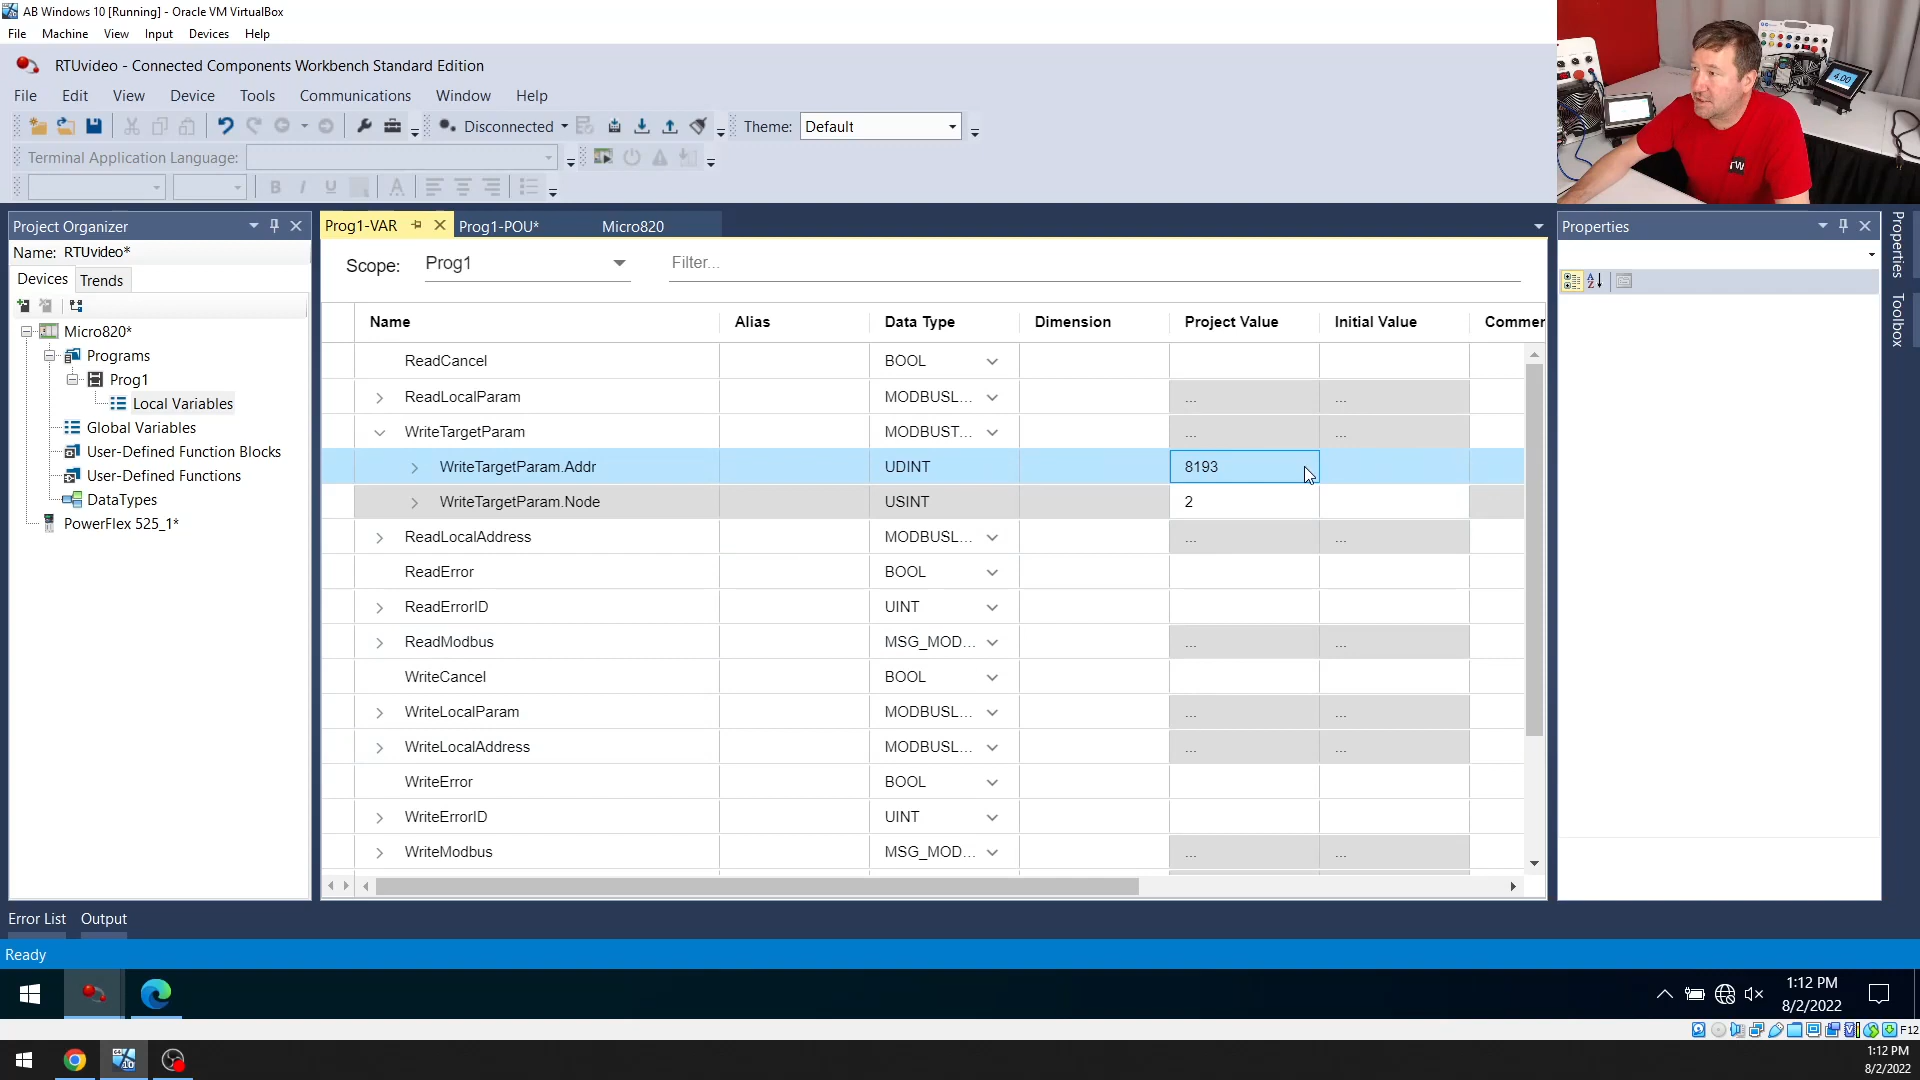 AB Windows 10 [Running] - Oracle VM VirtualBox
File Machine View Input Devices Help
RTUvideo - Connected Components Workbench Standard Edition
File Edit View Device Tools Communications Window Help
Disconnected Theme: Default
Terminal Application Language:
B I U A
Project Organizer
Name: RTUvideo*
Devices Trends
Micro820*
Programs
Prog1
Local Variables
Global Variables
User-Defined Function Blocks
User-Defined Functions
DataTypes
PowerFlex 525_1*
Prog1-VAR Prog1-POU* Micro820
Scope: Prog1 Filter...
Name Alias Data Type Dimension Project Value Initial Value Commer
ReadCancel BOOL
ReadLocalParam MODBUSL... ... ...
WriteTargetParam MODBUST... ... ...
WriteTargetParam.Addr UDINT 8193
WriteTargetParam.Node USINT 2
ReadLocalAddress MODBUSL... ... ...
ReadError BOOL
ReadErrorID UINT
ReadModbus MSG_MOD... ... ...
WriteCancel BOOL
WriteLocalParam MODBUSL... ... ...
WriteLocalAddress MODBUSL... ... ...
WriteError BOOL
WriteErrorID UINT
WriteModbus MSG_MOD... ... ...
Properties
Properties
Toolbox
4.00
TW
Error List Output
Ready
1:12 PM
8/2/2022
F12
1:12 PM
8/2/2022